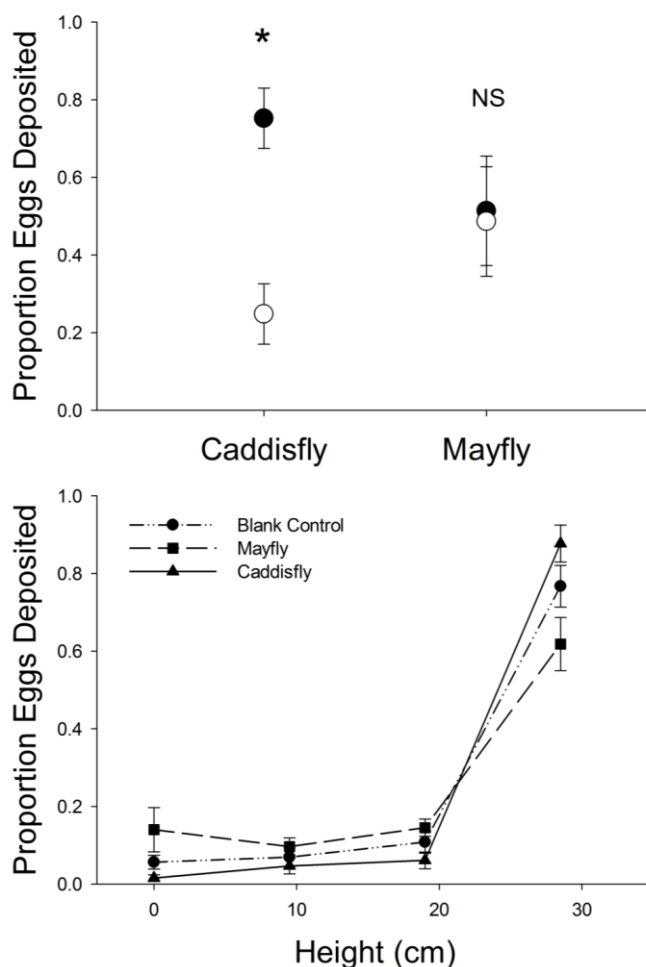 Proportion Eggs Deposited
1.0
0.8
0.6
0.4
0.2
0.0
*
NS
Caddisfly Mayfly
Proportion Eggs Deposited
1.0
0.8
0.6
0.4
0.2
0.0
Blank Control
Mayfly
Caddisfly
0 10 20 30
Height (cm)